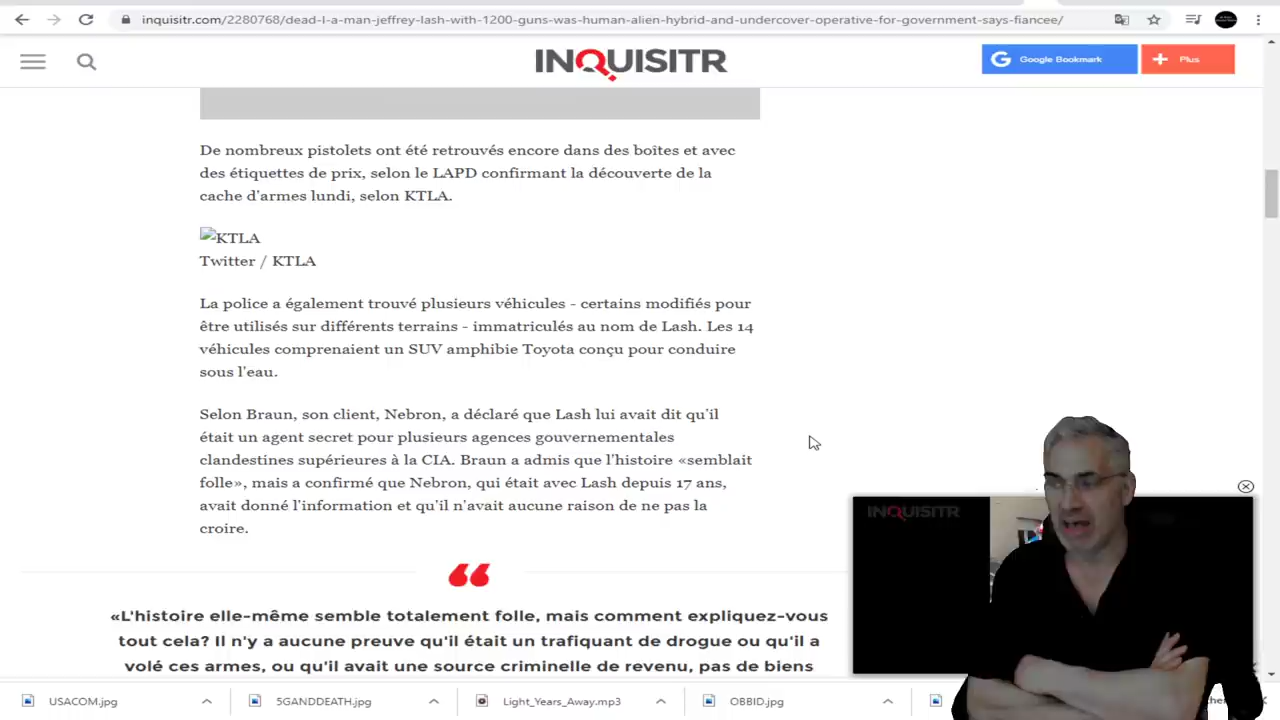 inquisitr.com/2280768/dead-l-a-man-jeffrey-lash-with-1200-guns-was-human-alien-hybrid-and-undercover-operative-for-government-says-fiancee/
INQUISITR
Google Bookmark
Plus
De nombreux pistolets ont été retrouvés encore dans des boîtes et avec
des étiquettes de prix, selon le LAPD confirmant la découverte de la
cache d'armes lundi, selon KTLA.
KTLA
Twitter / KTLA
La police a également trouvé plusieurs véhicules - certains modifiés pour
être utilisés sur différents terrains - immatriculés au nom de Lash. Les 14
véhicules comprenaient un SUV amphibie Toyota conçu pour conduire
sous l'eau.
Selon Braun, son client, Nebron, a déclaré que Lash lui avait dit qu'il
était un agent secret pour plusieurs agences gouvernementales
clandestines supérieures à la CIA. Braun a admis que l'histoire «semblait
folle», mais a confirmé que Nebron, qui était avec Lash depuis 17 ans,
avait donné l'information et qu'il n'avait aucune raison de ne pas la
croire.
«L'histoire elle-même semble totalement folle, mais comment expliquez-vous
tout cela? Il n'y a aucune preuve qu'il était un trafiquant de drogue ou qu'il a
volé ces armes, ou qu'il avait une source criminelle de revenu, pas de biens
INQUISITR
USACOM.jpg
5GANDDEATH.jpg
Light_Years_Away.mp3
OBBID.jpg